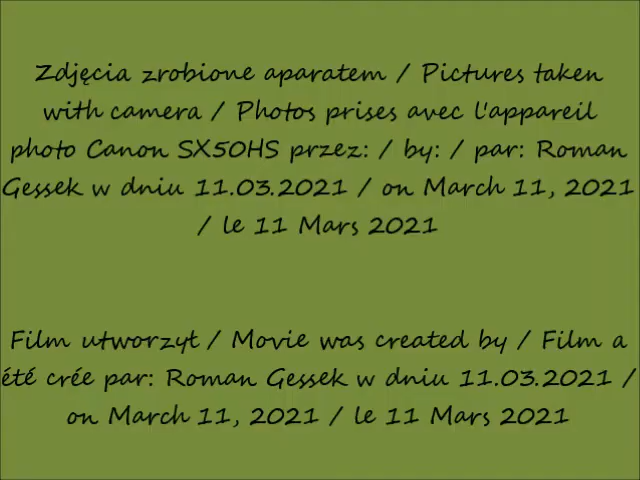 Zdjęcia zrobione aparatem / Pictures taken
with camera / Photos prises avec l'appareil
photo Canon SX50HS przez: / by: / par: Roman
Gessek w dniu 11.03.2021 / on March 11, 2021
/ le 11 Mars 2021
Film utworzył / Movie was created by / Film a
été crée par: Roman Gessek w dniu 11.03.2021 /
on March 11, 2021 / le 11 Mars 2021